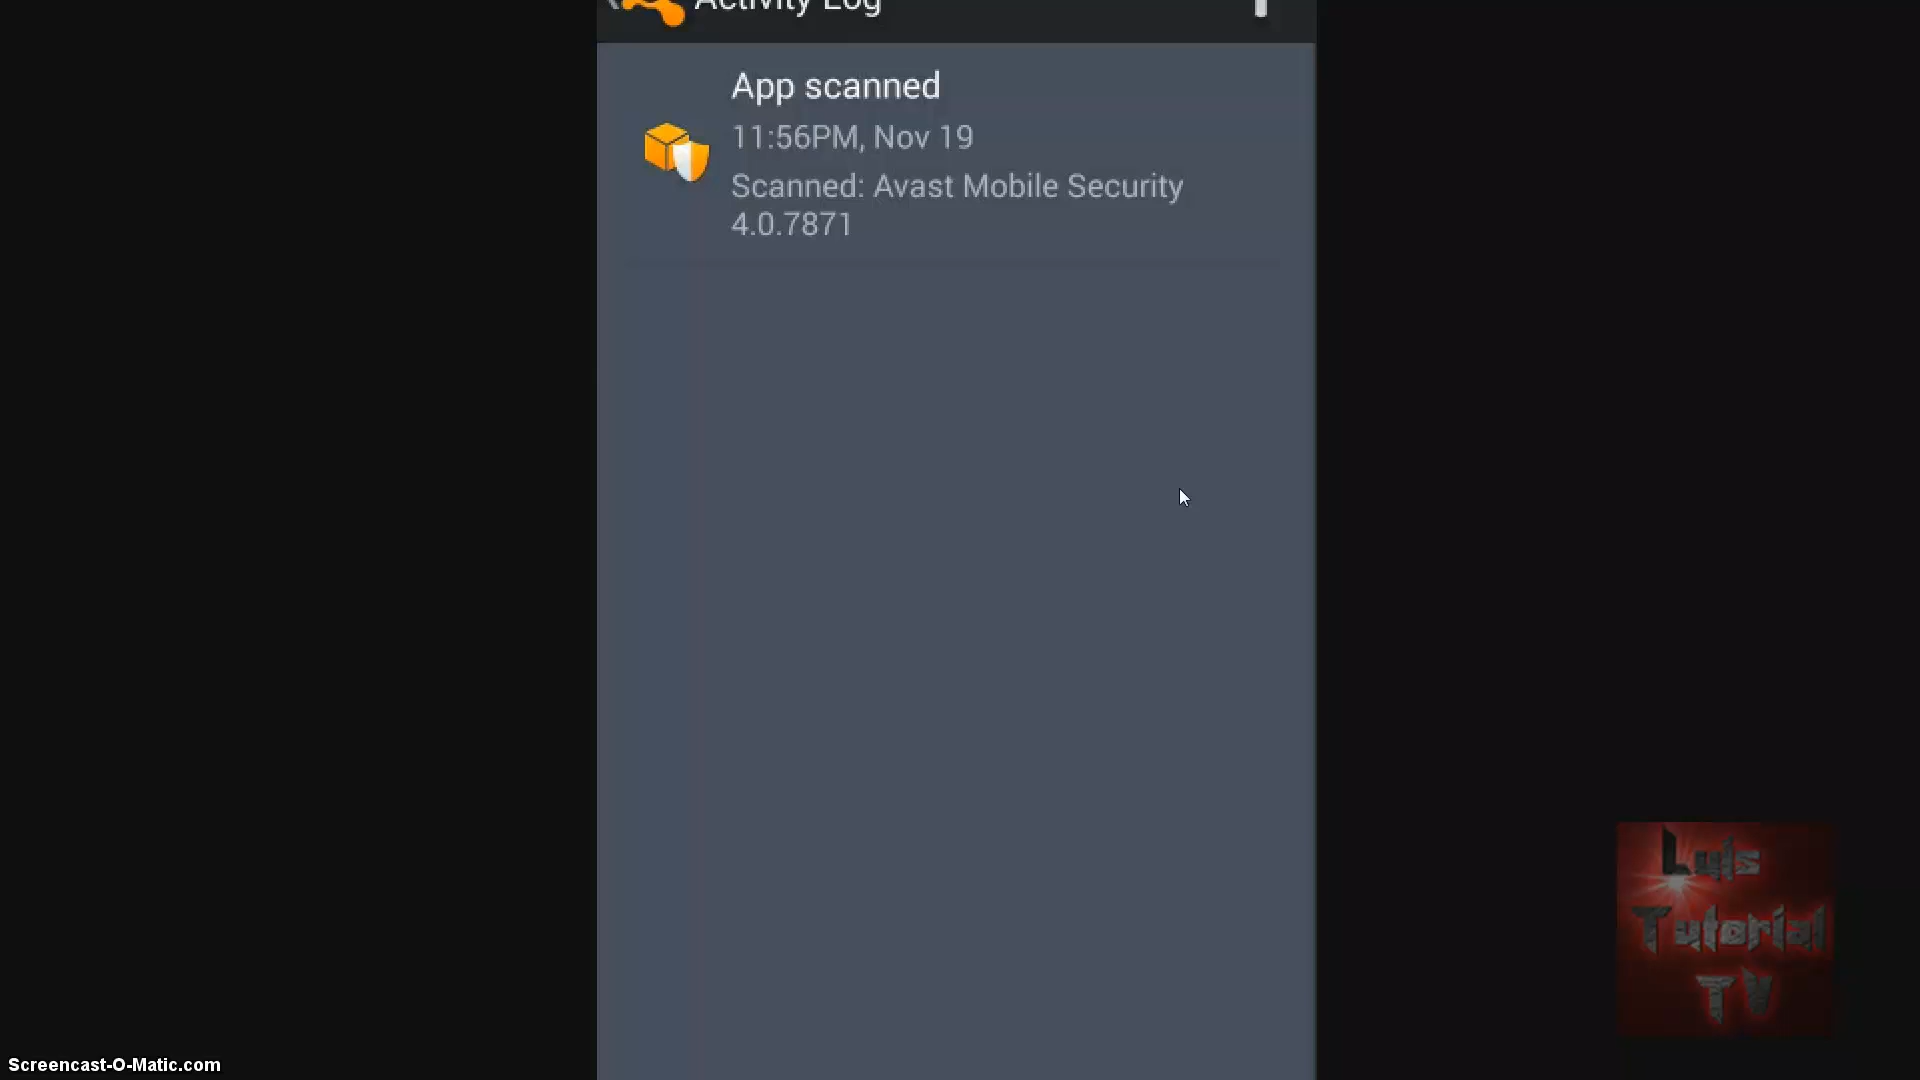 Activity Log
App scanned
11:56PM, Nov 19
Scanned: Avast Mobile Security
4.0.7871
Luis
Tutorial
TV
Screencast-O-Matic.com